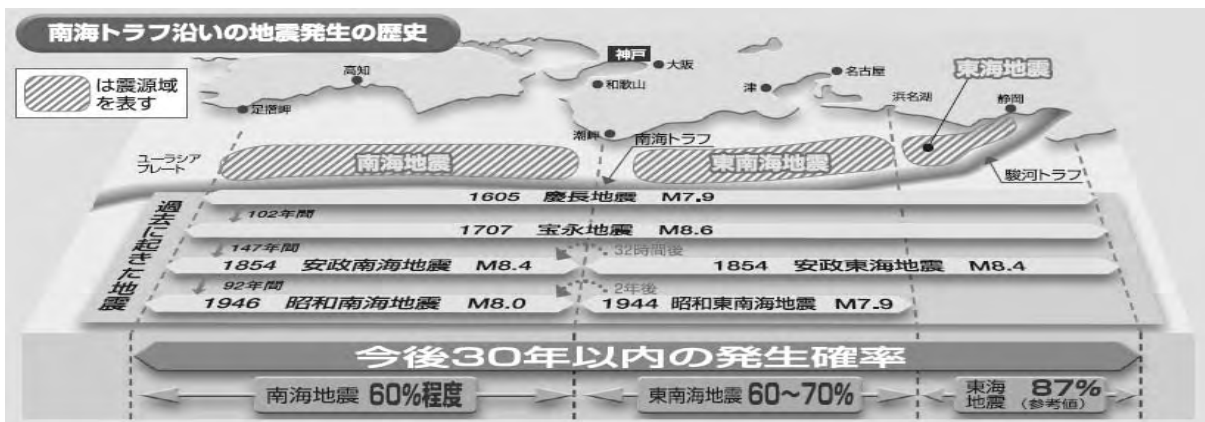 南海トラフ沿いの地震発生の歴史
は震源域
を表す
高知
足摺岬
神戸
大阪
和歌山
潮岬
津
名古屋
浜名湖
静岡
東海地震
南海トラフ
駿河トラフ
ユーラシア
プレート
南海地震
東南海地震
過去に起きた地震
1605 慶長地震 M7.9
102年間
1707 宝永地震 M8.6
147年間
32時間後
1854 安政南海地震 M8.4
1854 安政東海地震 M8.4
92年間
2年後
1946 昭和南海地震 M8.0
1944 昭和東南海地震 M7.9
今後30年以内の発生確率
南海地震 60%程度
東南海地震 60〜70%
東海
地震
87%
(参考値)